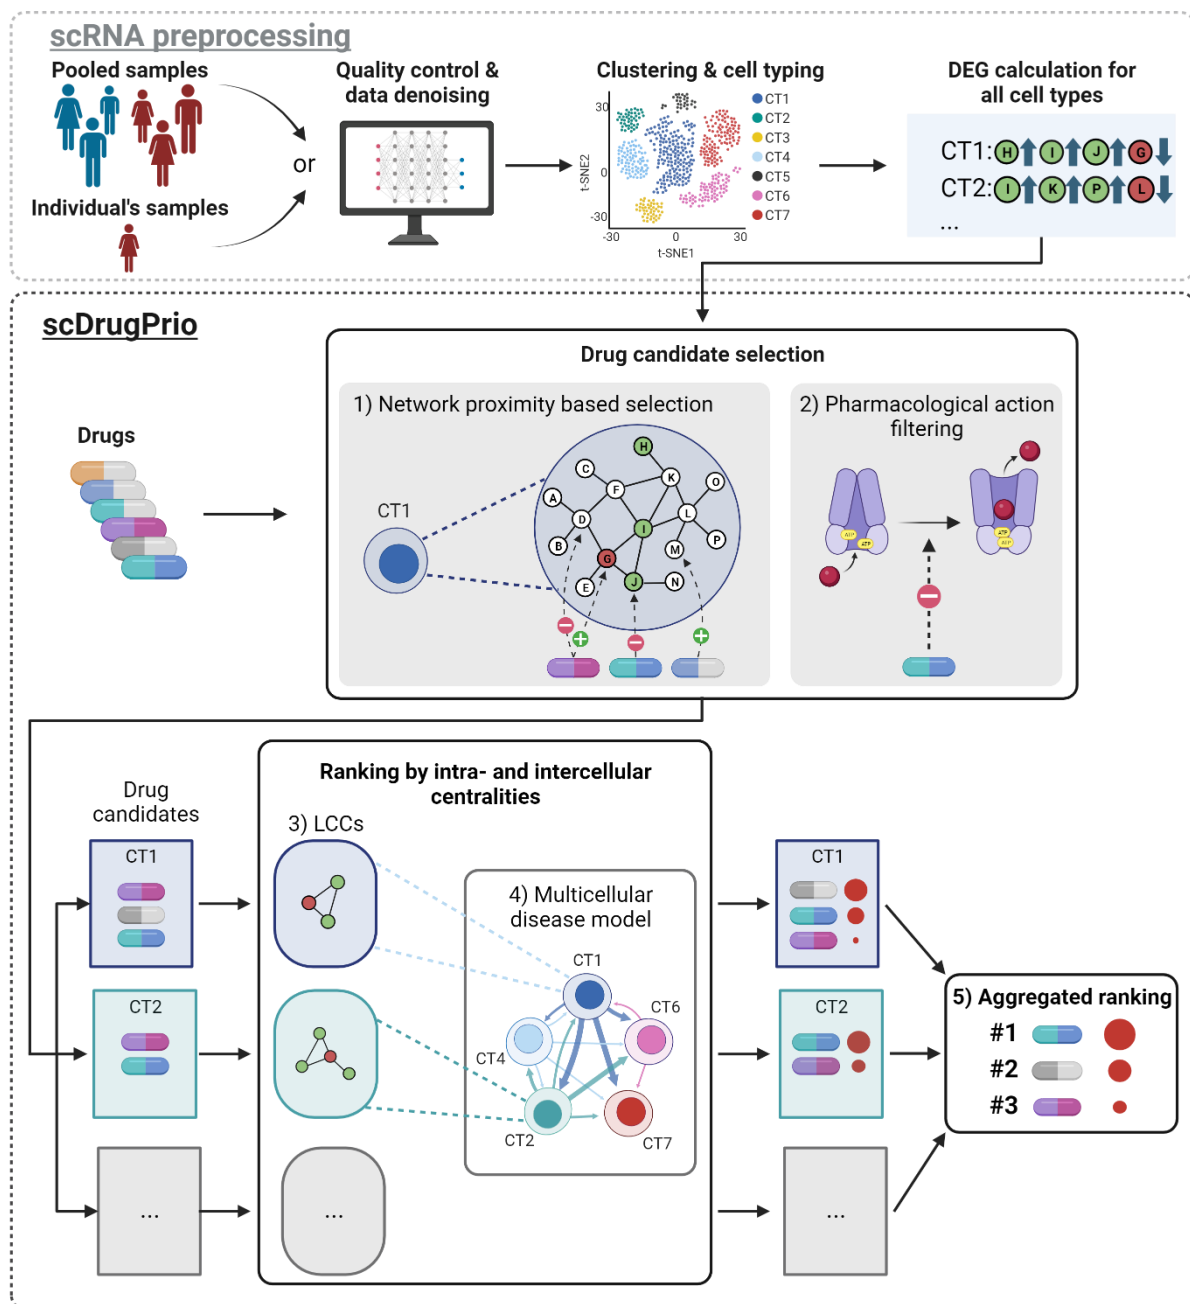 scRNA preprocessing
Pooled samples
Individual's samples
or
Quality control &
data denoising
Clustering & cell typing
30
0
-30
t-SNE2
-30
0
30
t-SNE1
CT1
CT2
CT3
CT4
CT5
CT6
CT7
DEG calculation for
all cell types
CT1: H I J G
CT2: I K P L
...
scDrugPrio
Drugs
Drug candidate selection
1) Network proximity based selection
CT1
H
C
K
O
F
A
L
D
I
P
B
M
G
E
J
N
2) Pharmacological action
filtering
ATP
ATP
ATP
ATP
Drug
candidates
CT1
CT2
...
Ranking by intra- and intercellular
centralities
3) LCCs
...
4) Multicellular
disease model
CT1
CT6
CT4
CT2
CT7
CT1
CT2
...
5) Aggregated ranking
#1
#2
#3